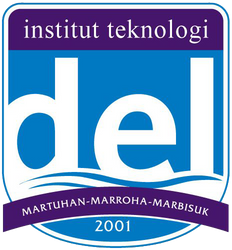 institut teknologi
del
MARTUHAN-MARROHA-MARBISUK
2001